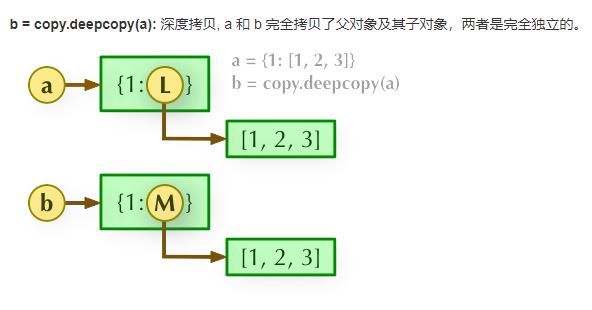 b = copy.deepcopy(a): 深度拷贝, a 和 b 完全拷贝了父对象及其子对象，两者是完全独立的。
a = {1: [1, 2, 3]}
b = copy.deepcopy(a)
a {1: L }
[1, 2, 3]
b {1: M }
[1, 2, 3]